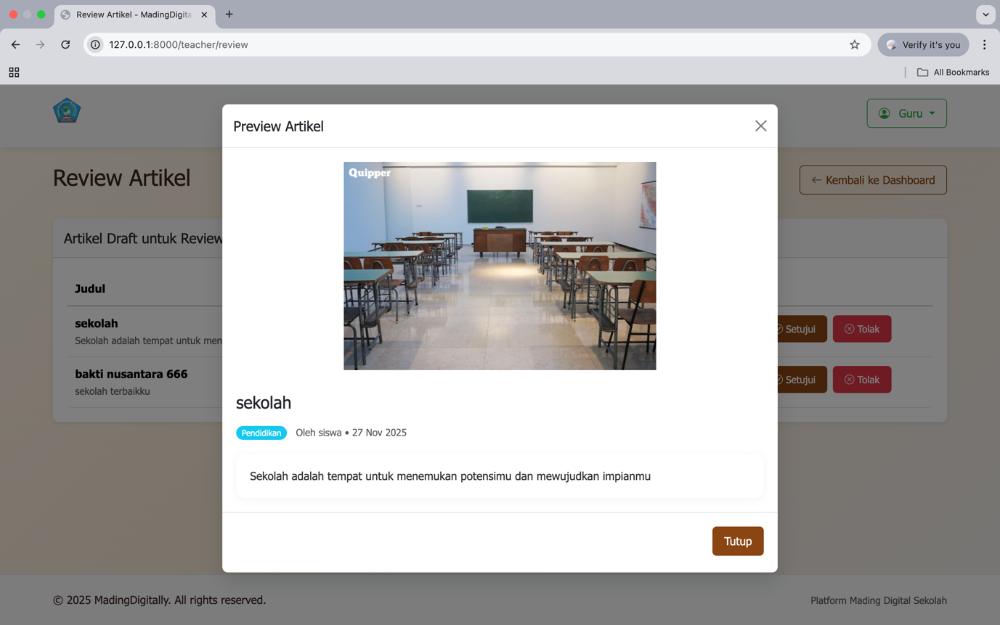 Review Artikel - MadingDigita
127.0.0.1:8000/teacher/review
Verify it's you
All Bookmarks
Guru
Preview Artikel
Quipper
Review Artikel
Kembali ke Dashboard
Artikel Draft untuk Review
Judul
sekolah
Sekolah adalah tempat untuk men
Setujui
Tolak
bakti nusantara 666
sekolah terbaikku
Setujui
Tolak
sekolah
Pendidikan Oleh siswa • 27 Nov 2025
Sekolah adalah tempat untuk menemukan potensimu dan mewujudkan impianmu
Tutup
© 2025 MadingDigitally. All rights reserved.
Platform Mading Digital Sekolah